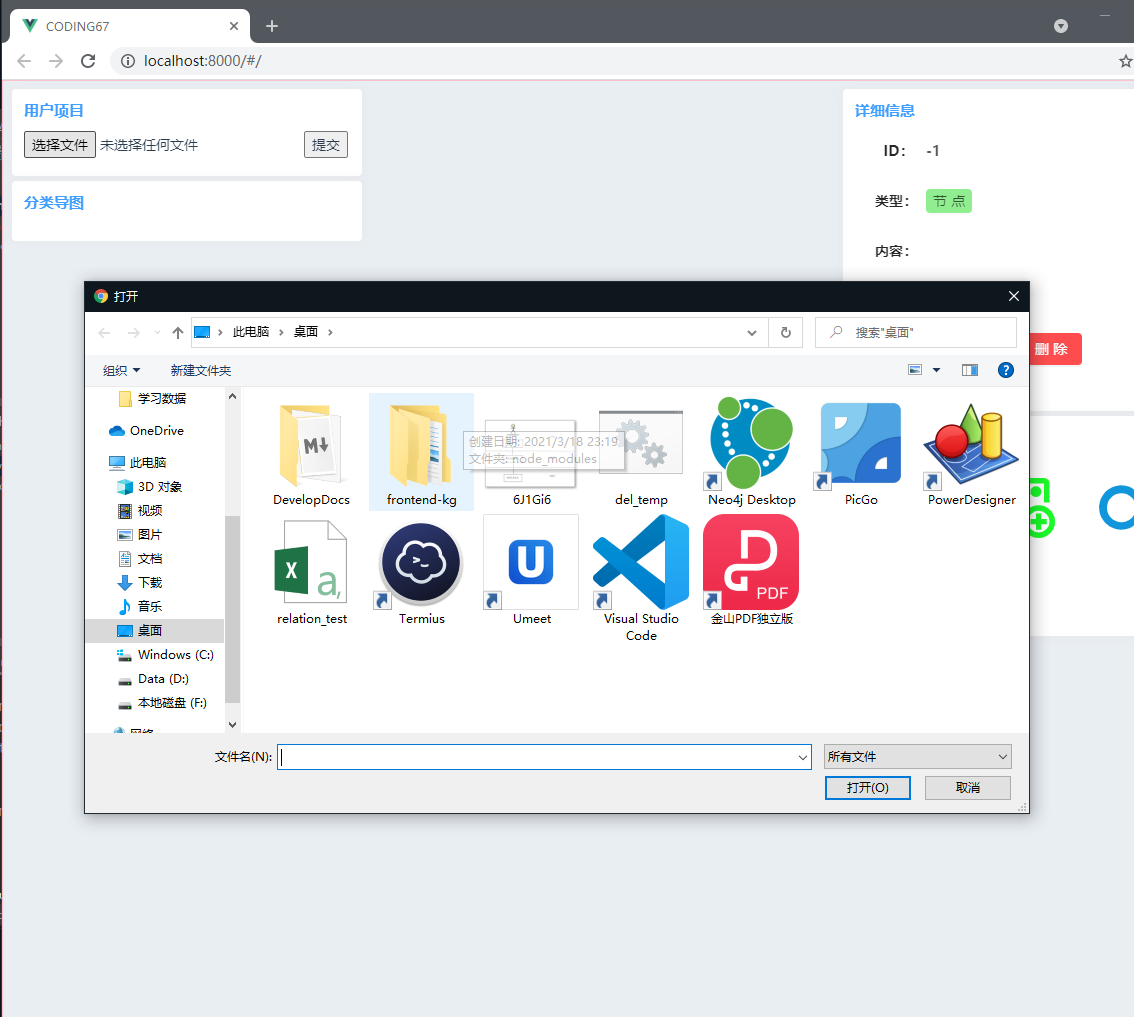 CODING67
localhost:8000/#/
用户项目
选择文件 未选择任何文件 提交
分类导图
详细信息
ID: -1
类型: 节 点
内容:
删 除
打开
此电脑 > 桌面 >
搜索"桌面"
组织 新建文件夹
学习数据
OneDrive
此电脑
3D 对象
视频
图片
文档
下载
音乐
桌面
Windows (C:)
Data (D:)
本地磁盘 (F:)
网络
创建日期: 2021/3/18 23:19
文件夹: node_modules
DevelopDocs
frontend-kg
6J1Gi6
del_temp
Neo4j Desktop
PicGo
PowerDesigner
relation_test
Termius
Umeet
Visual Studio
Code
PDF
金山PDF独立版
文件名(N):
所有文件
打开(O) 取消